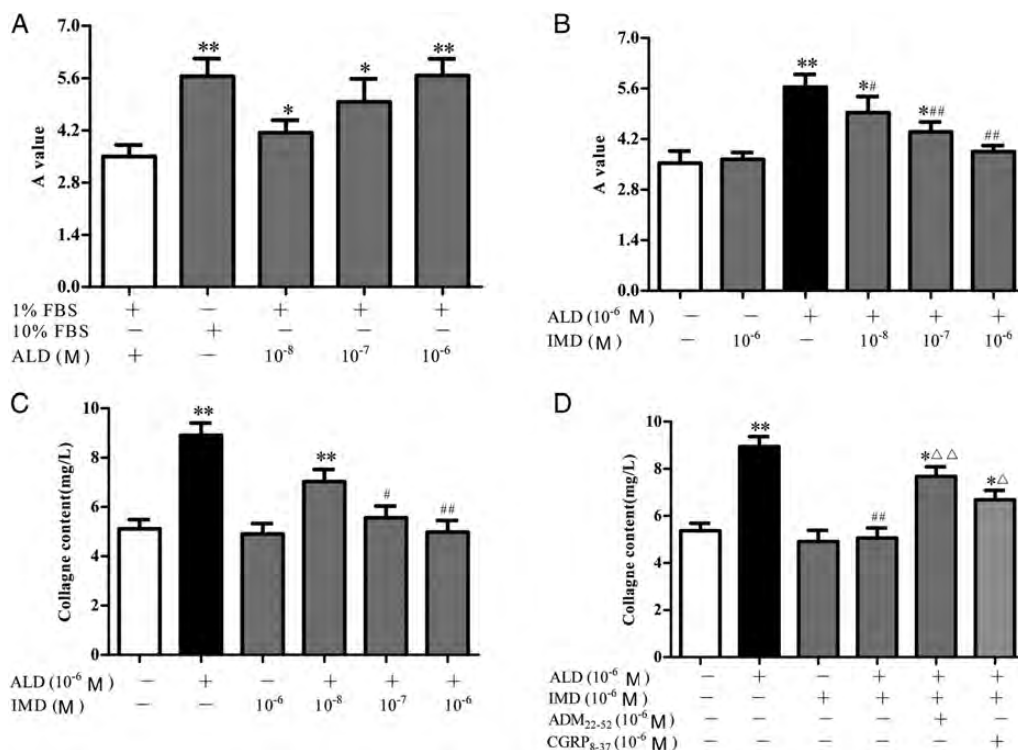 A
7.0
5.6
4.2
2.8
1.4
0.0
A value
**
*
*
**
1% FBS + − + + +
10% FBS − + − − −
ALD (M) + − 10⁻⁸ 10⁻⁷ 10⁻⁶
B
7.0
5.6
4.2
2.8
1.4
0.0
A value
**
*#
*##
##
ALD (10⁻⁶ M) − − + + + +
IMD (M) − 10⁻⁶ − 10⁻⁸ 10⁻⁷ 10⁻⁶
C
10
8
6
4
2
0
Collagne content(mg/L)
**
**
#
##
ALD (10⁻⁶ M) − + − + + +
IMD (M) − − 10⁻⁶ 10⁻⁸ 10⁻⁷ 10⁻⁶
D
10
8
6
4
2
0
Collagne content(mg/L)
**
##
*△△
*△
ALD (10⁻⁶ M) − + − + + +
IMD (10⁻⁶ M) − − + + + +
ADM₂₂₋₅₂ (10⁻⁶ M) − − − − + −
CGRP₈₋₃₇ (10⁻⁶ M) − − − − − +